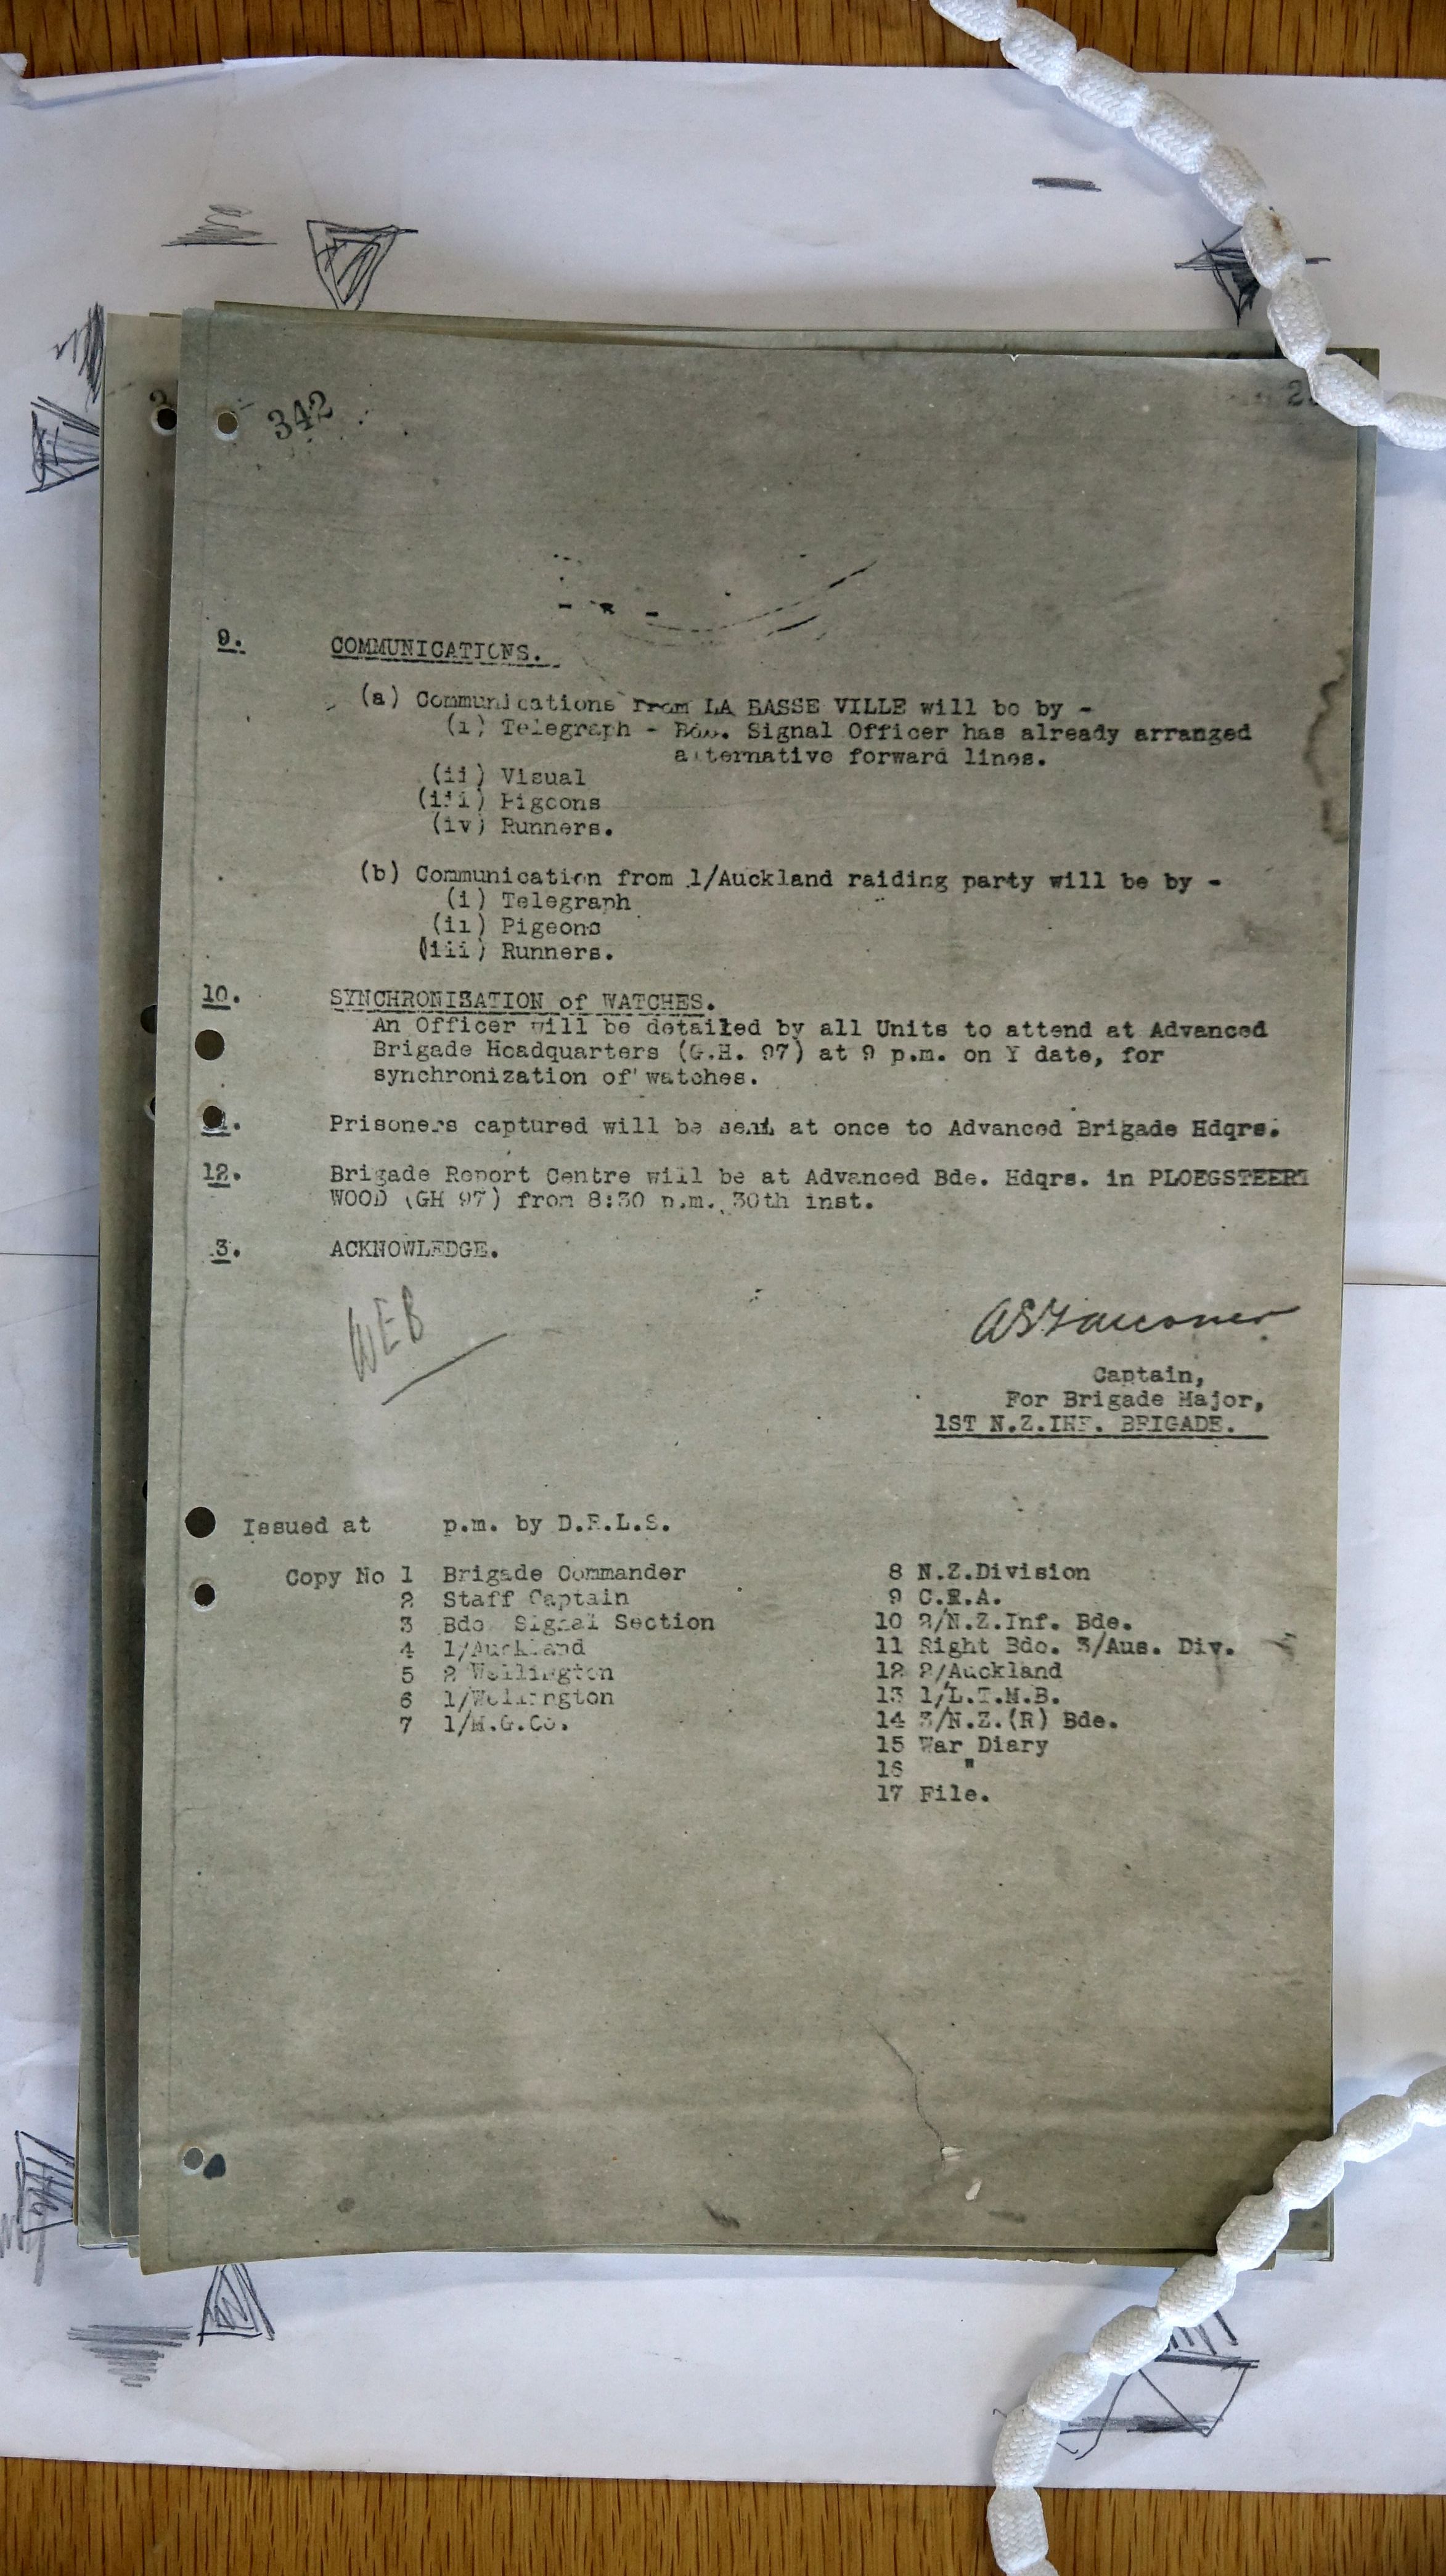 342
9. COMMUNICATIONS.
(a) Communications from LA BASSE VILLE will be by -
(i) Telegraph - Bde. Signal Officer has already arranged
alternative forward lines.
(ii) Visual
(iii) Pigeons
(iv) Runners.
(b) Communication from 1/Auckland raiding party will be by -
(i) Telegraph
(ii) Pigeons
(iii) Runners.
10. SYNCHRONIZATION of WATCHES.
An Officer will be detailed by all Units to attend at Advanced
Brigade Headquarters (G.H. 97) at 9 p.m. on Y date, for
synchronization of watches.
11. Prisoners captured will be sent at once to Advanced Brigade Hdqrs.
12. Brigade Report Centre will be at Advanced Bde. Hdqrs. in PLOEGSTEERT
WOOD (GH 97) from 8:30 p.m. 30th inst.
3. ACKNOWLEDGE.
WEB
Captain,
For Brigade Major,
1ST N.Z.INF. BRIGADE.
Issued at p.m. by D.R.L.S.
Copy No 1 Brigade Commander
2 Staff Captain
3 Bde Signal Section
4 1/Auckland
5 2 Wellington
6 1/Wellington
7 1/M.G.Co.
8 N.Z.Division
9 C.R.A.
10 2/N.Z.Inf. Bde.
11 Right Bde. 3/Aus. Div.
12 2/Auckland
13 1/L.T.M.B.
14 3/N.Z.(R) Bde.
15 War Diary
16 "
17 File.